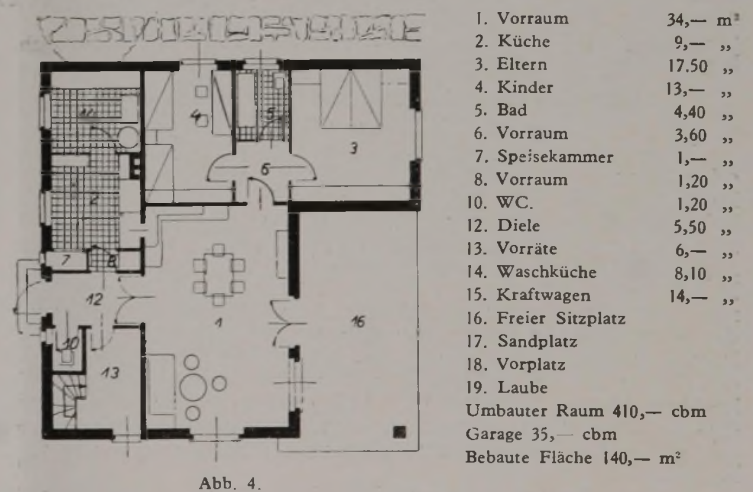 1. Vorraum 34,— m²
2. Küche 9,— „
3. Eltern 17.50 „
4. Kinder 13,— „
5. Bad 4,40 „
6. Vorraum 3,60 „
7. Speisekammer 1,— „
8. Vorraum 1,20 „
10. WC. 1,20 „
12. Diele 5,50 „
13. Vorräte 6,— „
14. Waschküche 8,10 „
15. Kraftwagen 14,— „
16. Freier Sitzplatz
17. Sandplatz
18. Vorplatz
19. Laube
Umbauter Raum 410,— cbm
Garage 35,— cbm
Bebaute Fläche 140,— m²
14
4
5
3
6
2
7
8
12
1
16
10
13
Abb. 4.